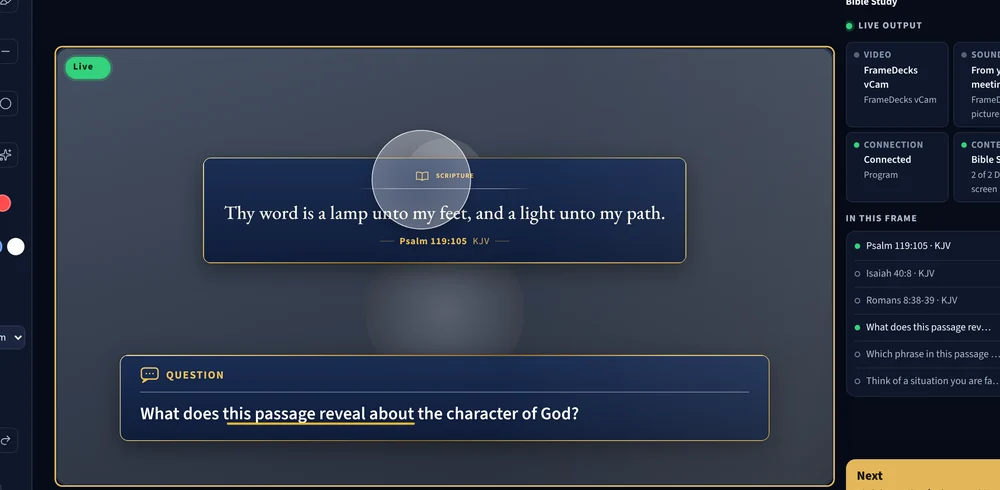 Bible Study
LIVE OUTPUT
Live
VIDEO
FrameDecks
vCam
FrameDecks vCam
SOUND
From y
meetin
FrameD
picture
CONNECTION
Connected
Program
CONTE
Bible S
2 of 2 D
screen
SCRIPTURE
Thy word is a lamp unto my feet, and a light unto my path.
Psalm 119:105 KJV
IN THIS FRAME
Psalm 119:105 · KJV
Isaiah 40:8 · KJV
Romans 8:38-39 · KJV
What does this passage rev…
Which phrase in this passage …
Think of a situation you are fa…
QUESTION
What does this passage reveal about the character of God?
m
Next